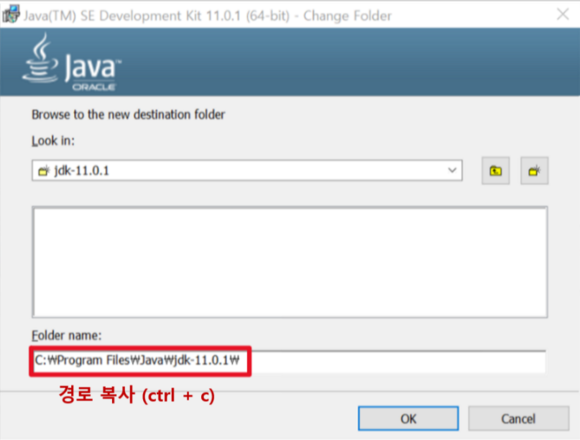 Java(TM) SE Development Kit 11.0.1 (64-bit) - Change Folder
Java™
ORACLE
Browse to the new destination folder
Look in:
jdk-11.0.1
Folder name:
C:₩Program Files₩Java₩jdk-11.0.1₩
경로 복사 (ctrl + c)
OK
Cancel